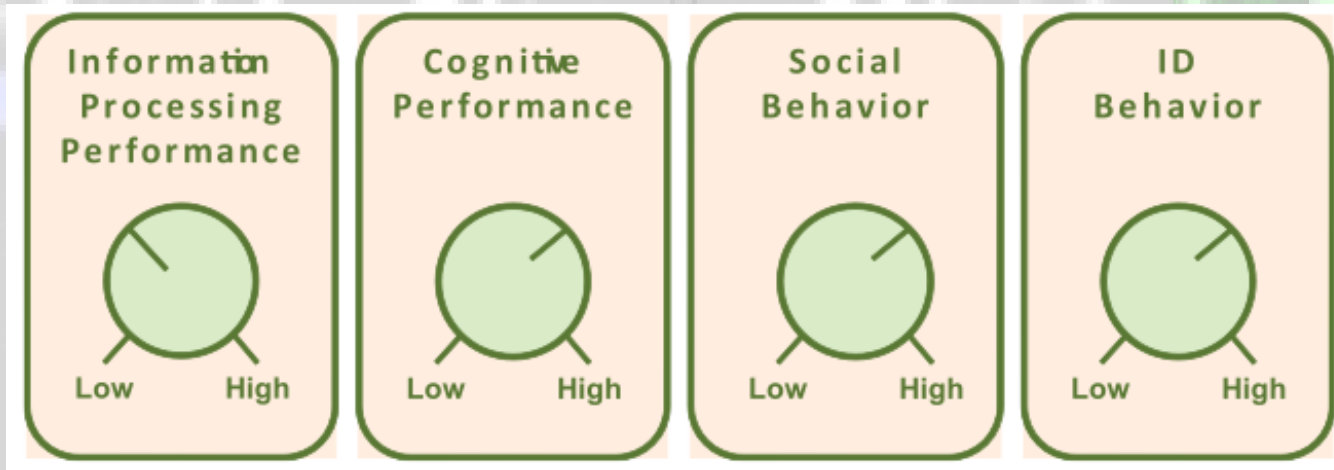 Information
Processing
Performance
Low High
Cognitive
Performance
Low High
Social
Behavior
Low High
ID
Behavior
Low High